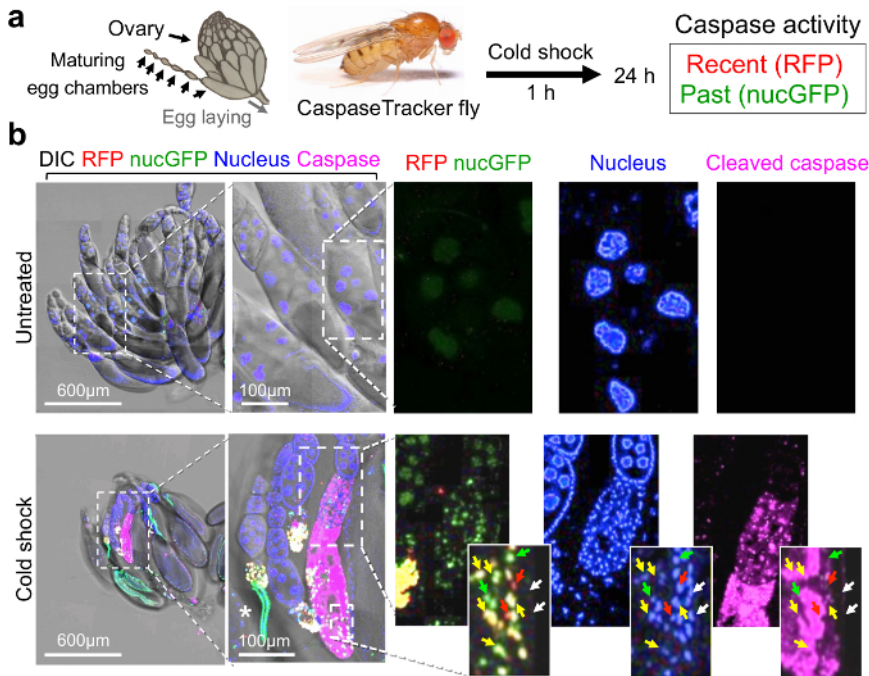 a
Ovary
Maturing
egg chambers
Egg laying
CaspaseTracker fly
Cold shock
1 h
24 h
Caspase activity
Recent (RFP)
Past (nucGFP)
b
DIC RFP nucGFP Nucleus Caspase
RFP nucGFP
Nucleus
Cleaved caspase
Untreated
600μm
100μm
Cold shock
600μm
*
100μm